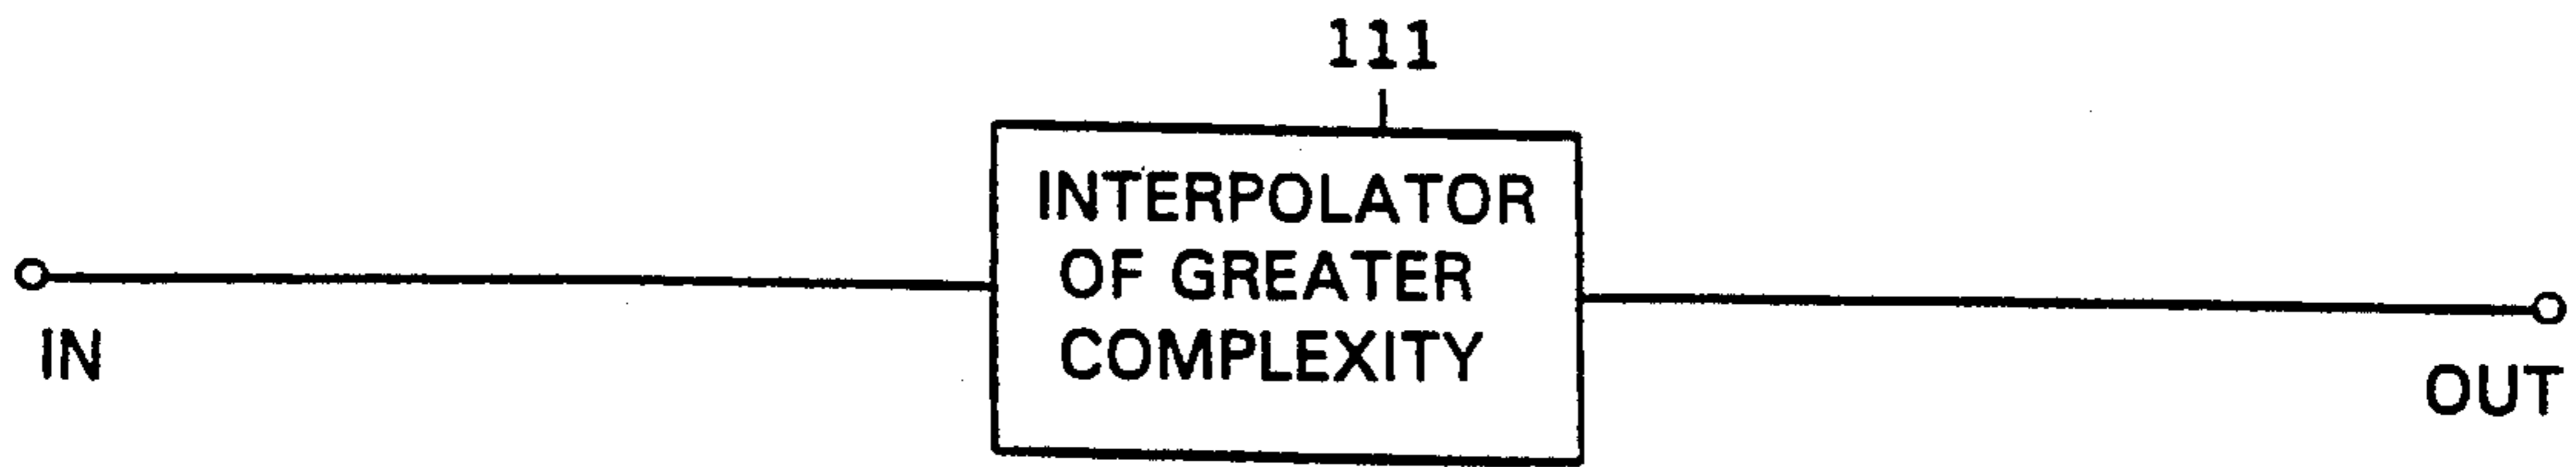 111
INTERPOLATOR
OF GREATER
COMPLEXITY
IN
OUT